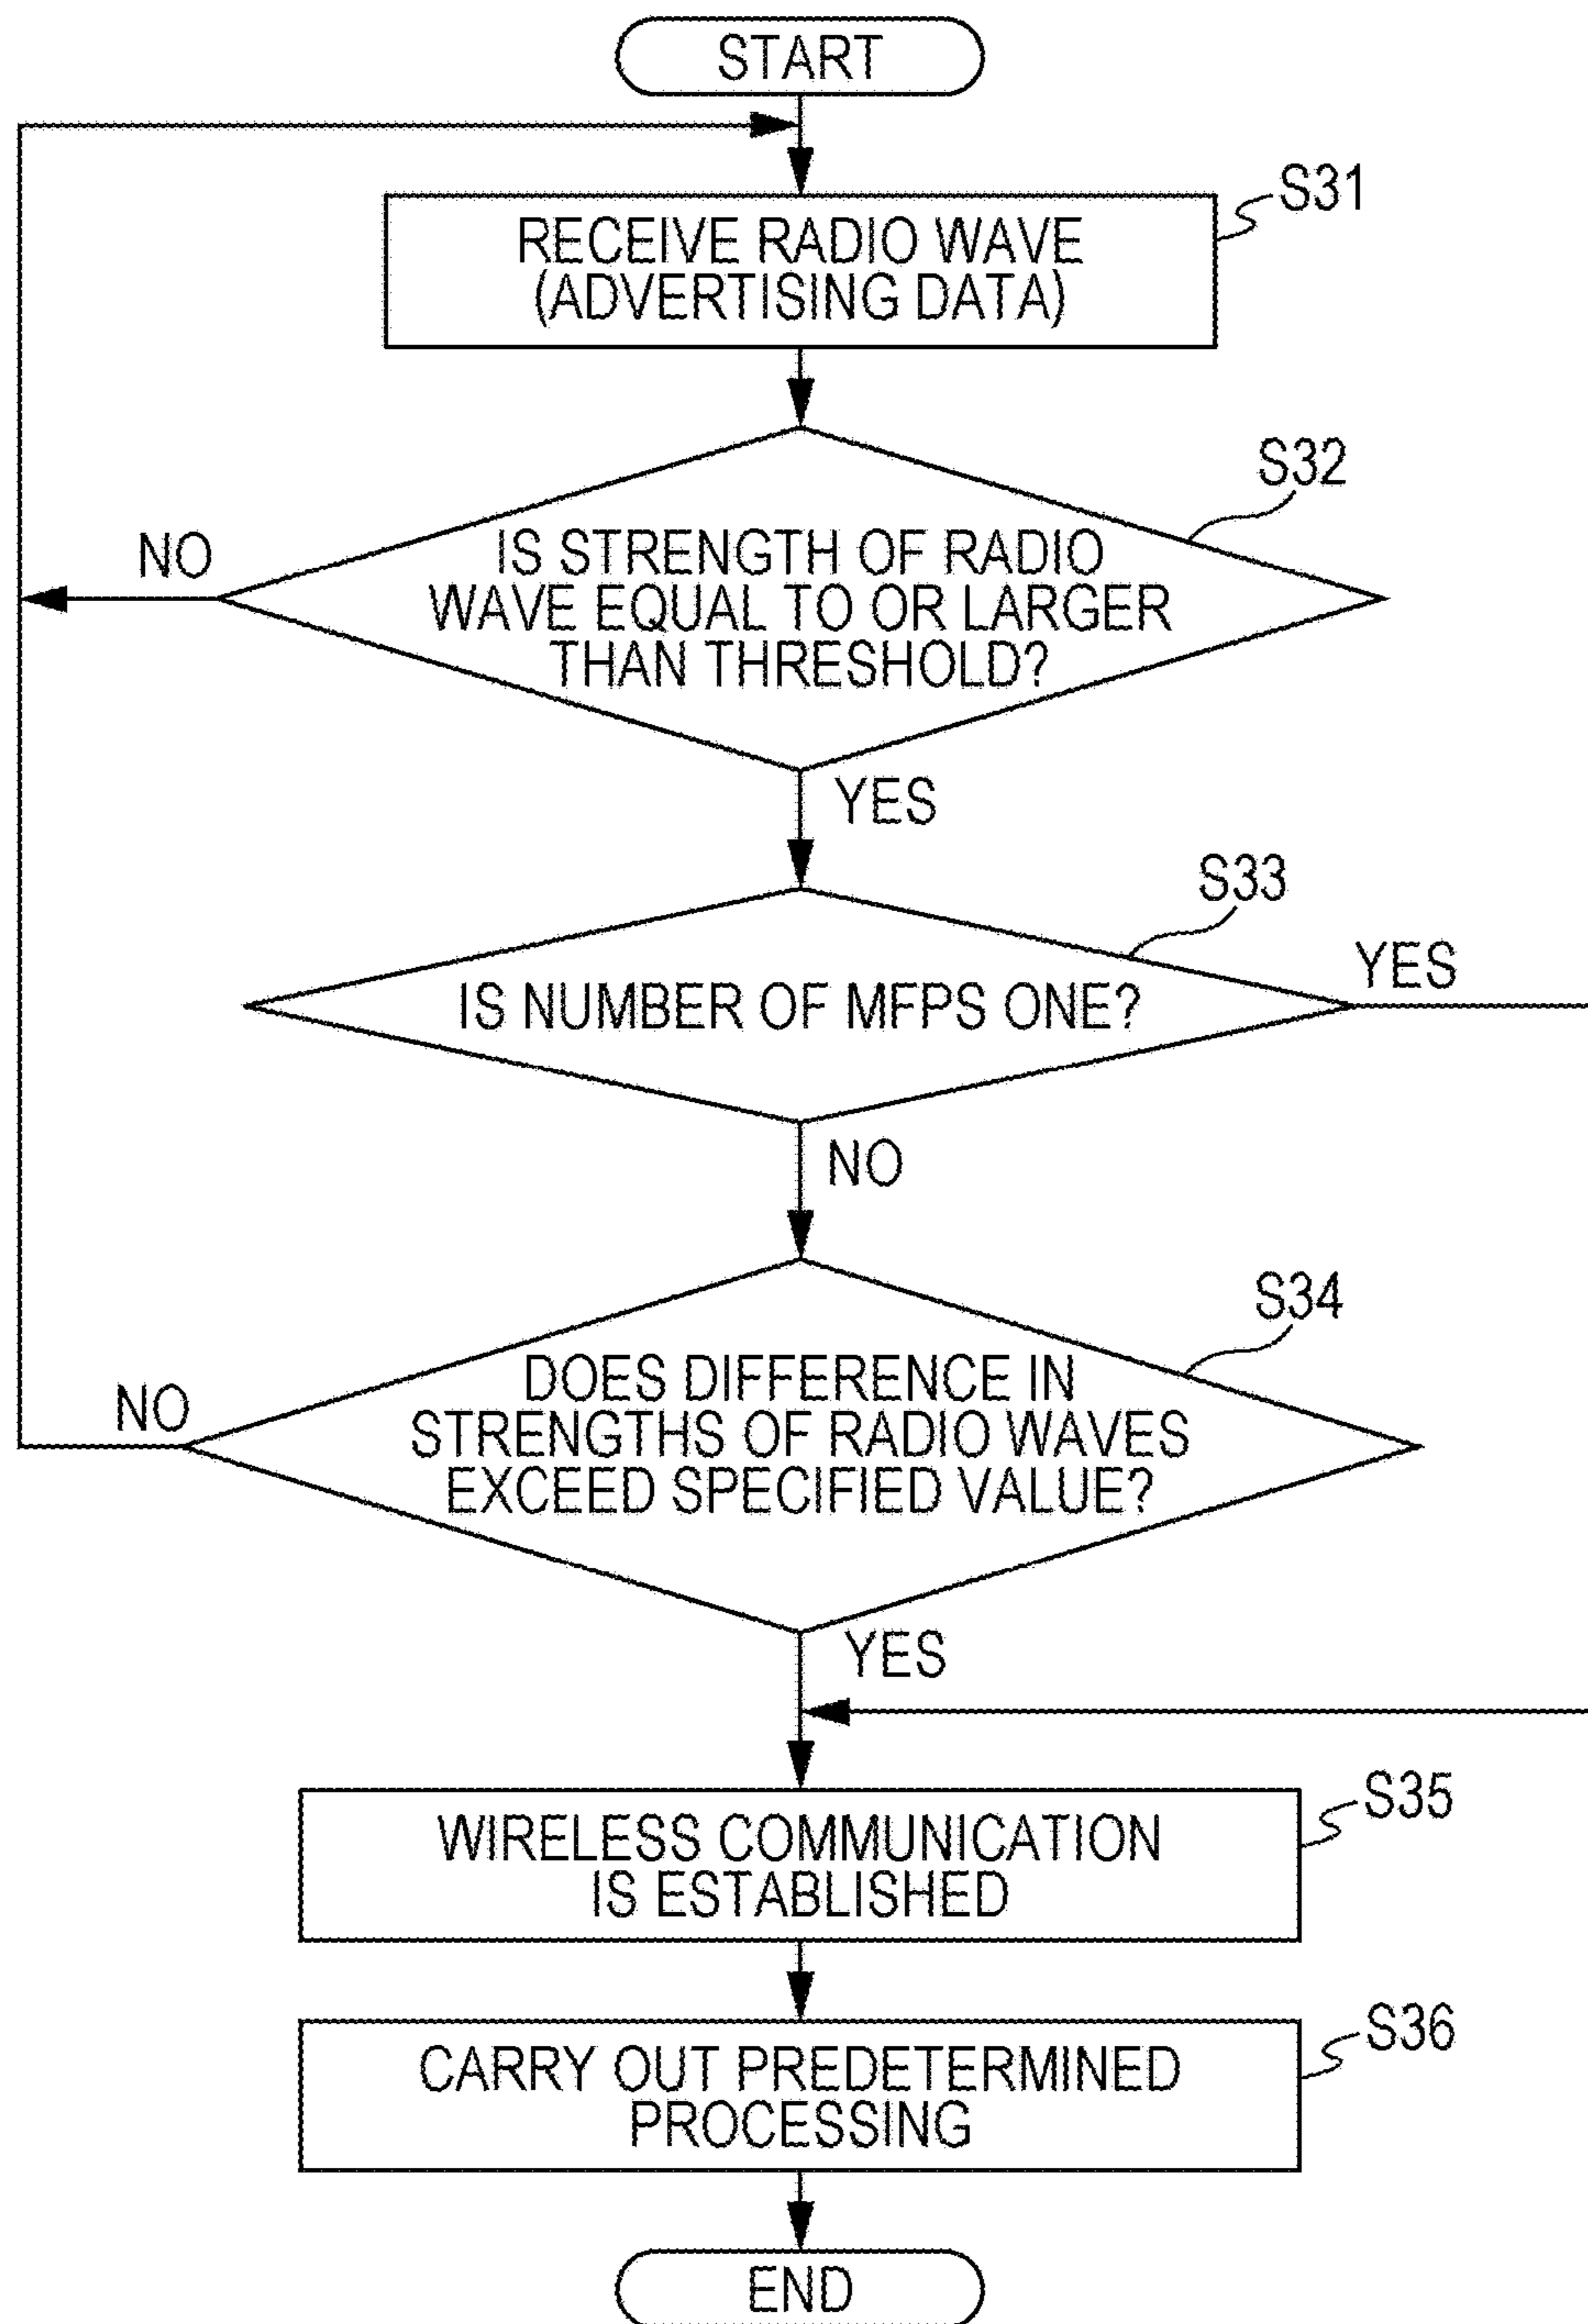 START
S31
RECEIVE RADIO WAVE
(ADVERTISING DATA)
S32
NO
IS STRENGTH OF RADIO
WAVE EQUAL TO OR LARGER
THAN THRESHOLD?
YES
S33
YES
IS NUMBER OF MFPS ONE?
NO
S34
NO
DOES DIFFERENCE IN
STRENGTHS OF RADIO WAVES
EXCEED SPECIFIED VALUE?
YES
S35
WIRELESS COMMUNICATION
IS ESTABLISHED
S36
CARRY OUT PREDETERMINED
PROCESSING
END